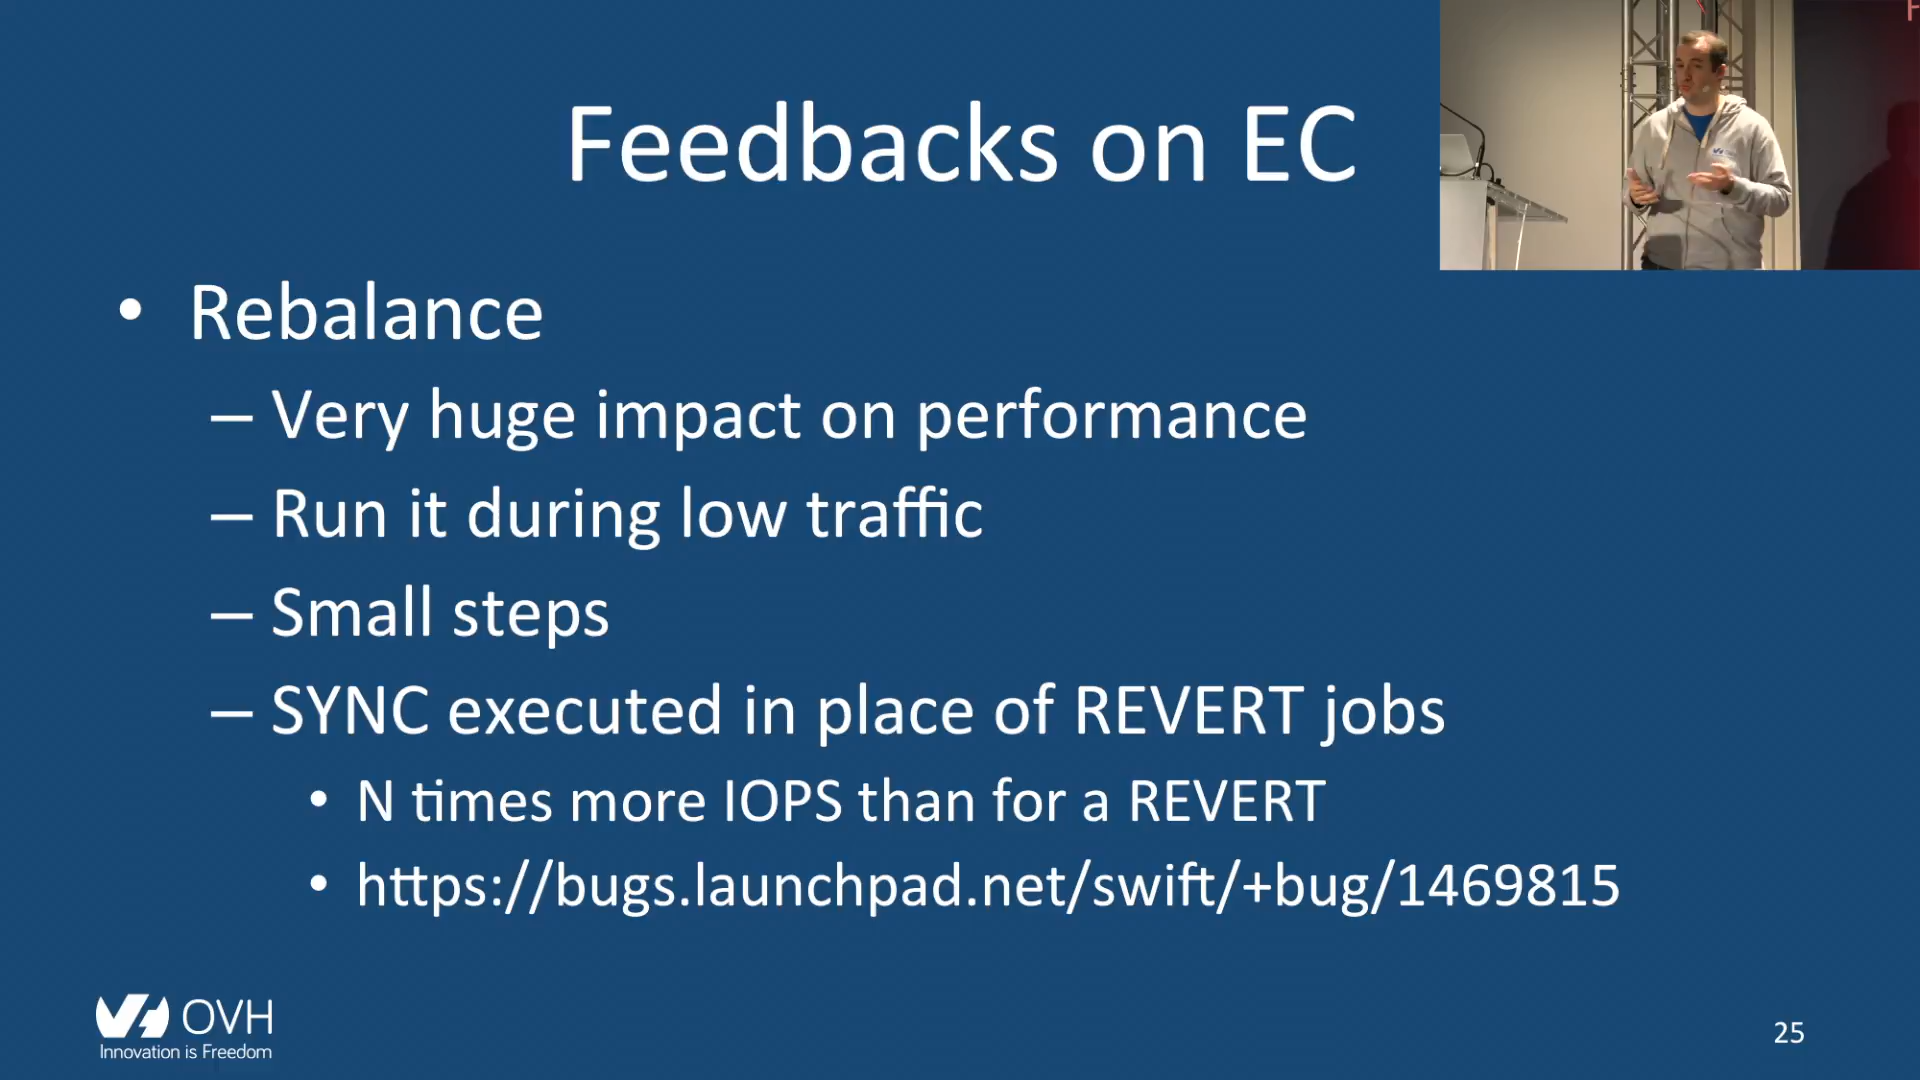 Feedbacks on EC
• Rebalance
– Very huge impact on performance
– Run it during low traffic
– Small steps
– SYNC executed in place of REVERT jobs
• N times more IOPS than for a REVERT
• https://bugs.launchpad.net/swift/+bug/1469815
OVH
Innovation is Freedom
25